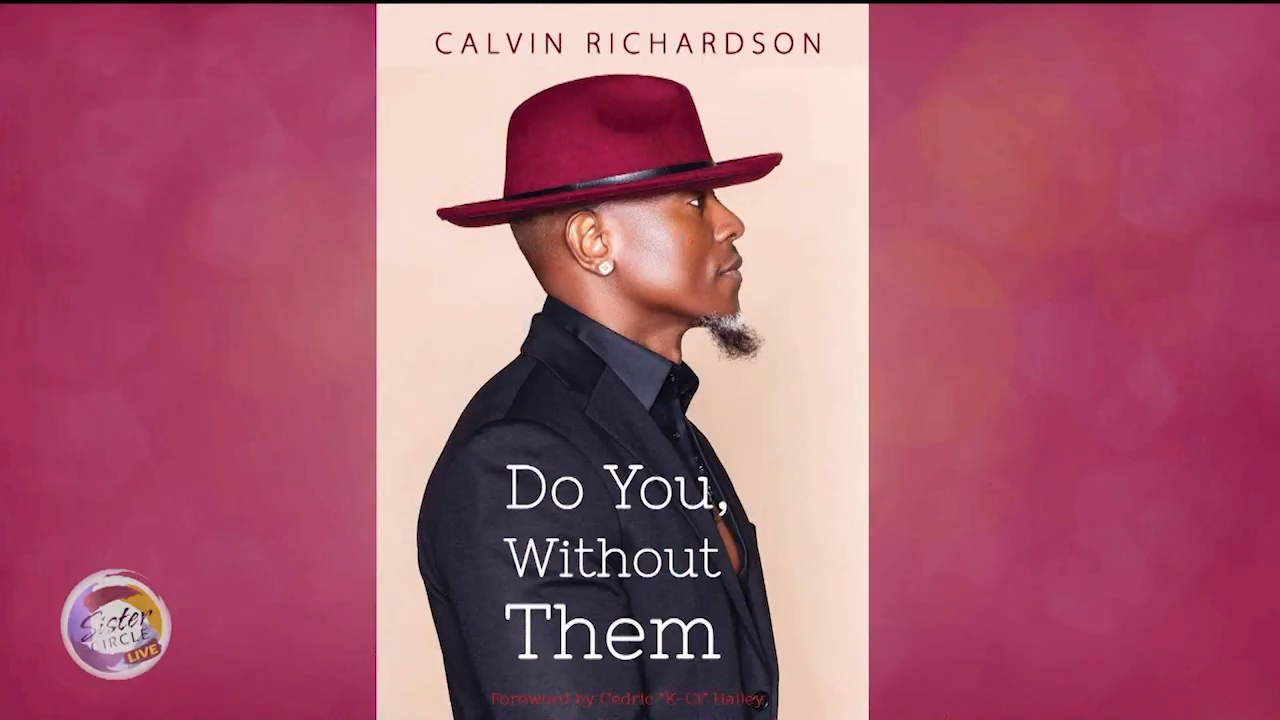 CALVIN RICHARDSON
Do You,
Without
Them
Foreword by Cedric "K-Ci" Hailey
Sister
CIRCLE
LIVE